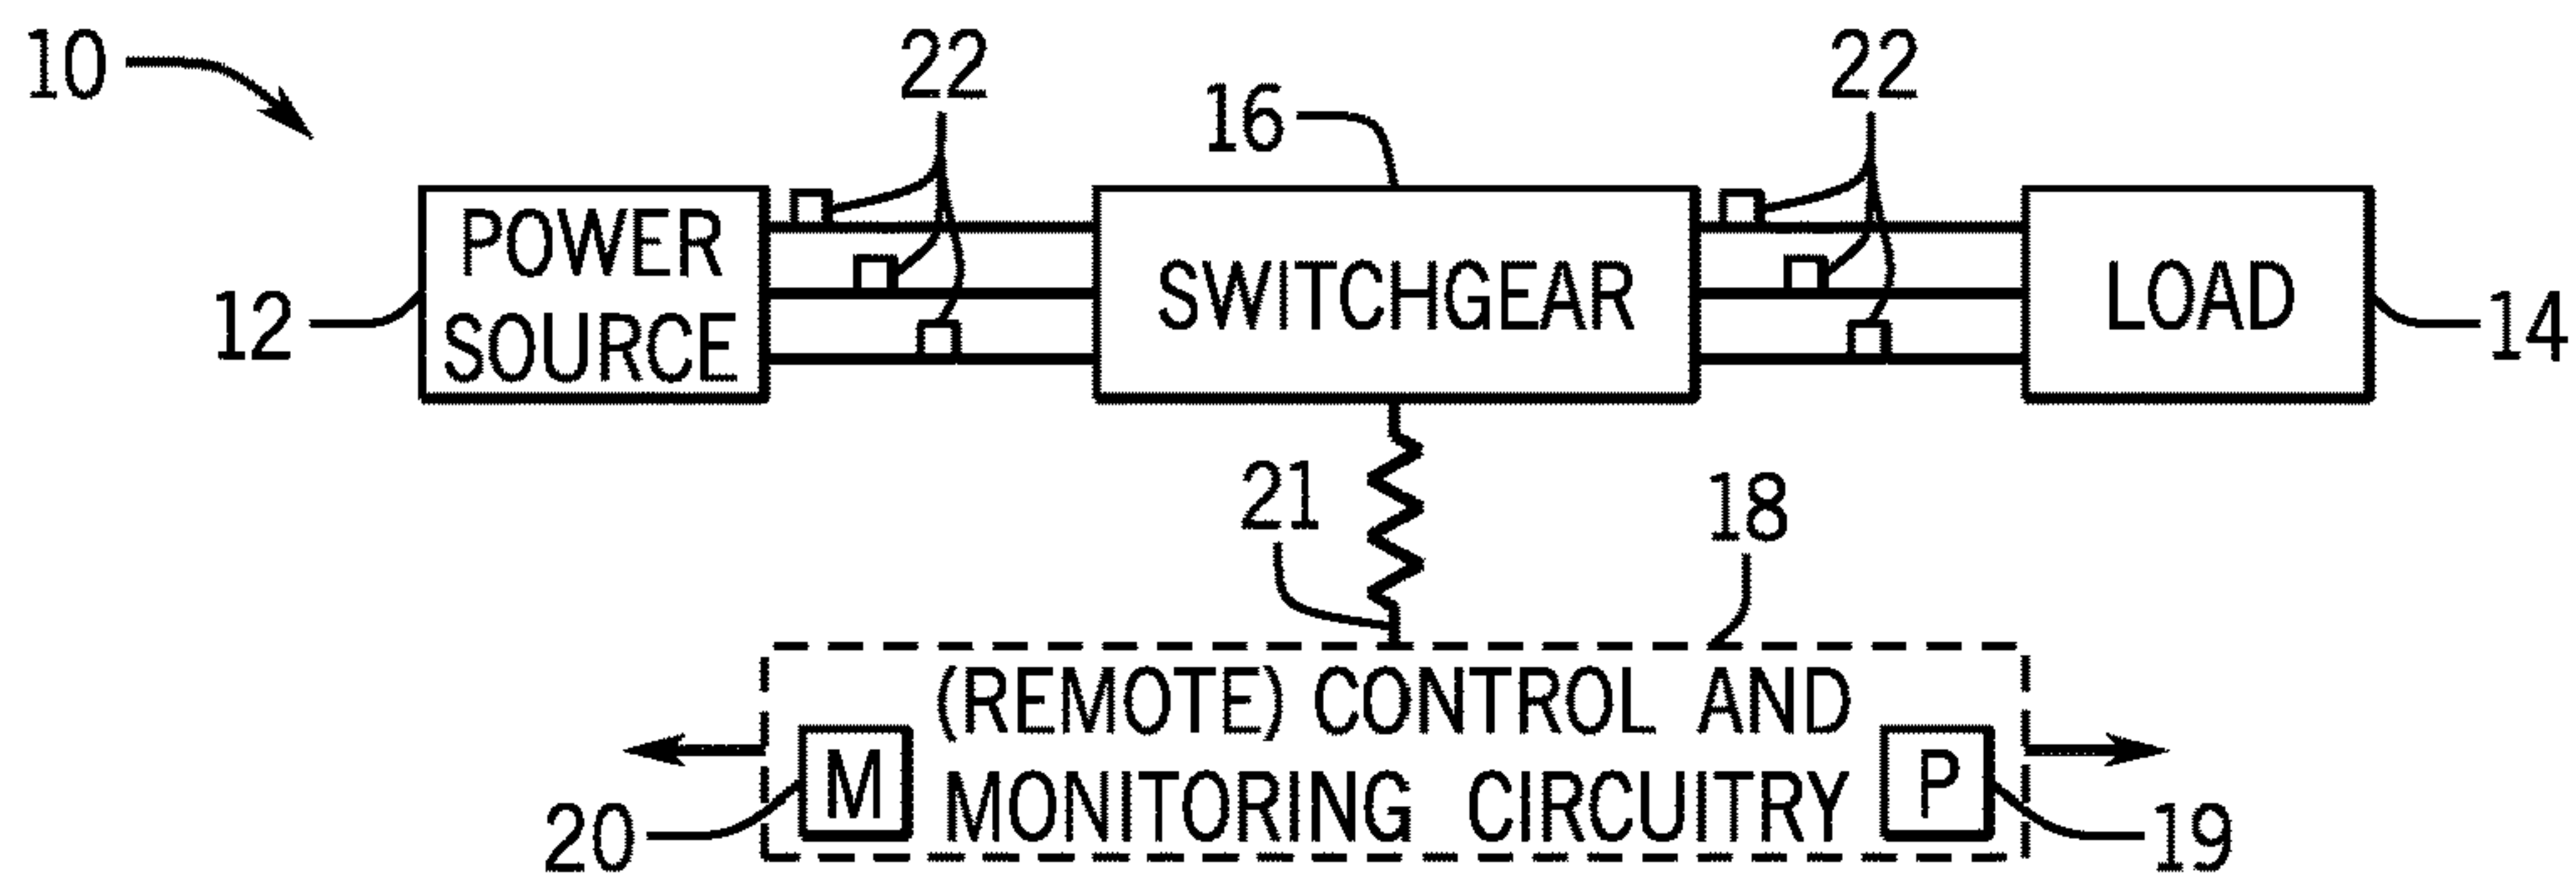 10
22
22
16
POWER
SOURCE
SWITCHGEAR
LOAD
12
14
21
18
(REMOTE) CONTROL AND
MONITORING CIRCUITRY
M
P
20
19